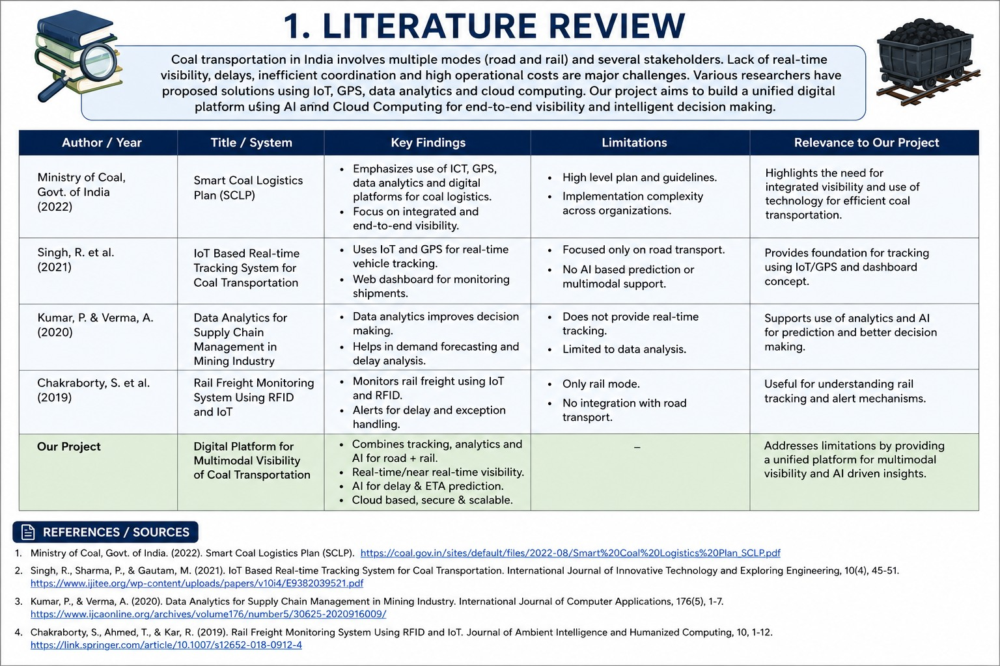 1. LITERATURE REVIEW
Coal transportation in India involves multiple modes (road and rail) and several stakeholders. Lack of real-time
visibility, delays, inefficient coordination and high operational costs are major challenges. Various researchers have
proposed solutions using IoT, GPS, data analytics and cloud computing. Our project aims to build a unified digital
platform using AI and Cloud Computing for end-to-end visibility and intelligent decision making.
Author / Year
Title / System
Key Findings
Limitations
Relevance to Our Project
Ministry of Coal,
Govt. of India
(2022)
Smart Coal Logistics
Plan (SCLP)
• Emphasizes use of ICT, GPS,
data analytics and digital
platforms for coal logistics.
• Focus on integrated and
end-to-end visibility.
• High level plan and guidelines.
• Implementation complexity
across organizations.
Highlights the need for
integrated visibility and use of
technology for efficient coal
transportation.
Singh, R. et al.
(2021)
IoT Based Real-time
Tracking System for
Coal Transportation
• Uses IoT and GPS for real-time
vehicle tracking.
• Web dashboard for monitoring
shipments.
• Focused only on road transport.
• No AI based prediction or
multimodal support.
Provides foundation for tracking
using IoT/GPS and dashboard
concept.
Kumar, P. & Verma, A.
(2020)
Data Analytics for
Supply Chain
Management in
Mining Industry
• Data analytics improves decision
making.
• Helps in demand forecasting and
delay analysis.
• Does not provide real-time
tracking.
• Limited to data analysis.
Supports use of analytics and AI
for prediction and better decision
making.
Chakraborty, S. et al.
(2019)
Rail Freight Monitoring
System Using RFID
and IoT
• Monitors rail freight using IoT
and RFID.
• Alerts for delay and exception
handling.
• Only rail mode.
• No integration with road
transport.
Useful for understanding rail
tracking and alert mechanisms.
Our Project
Digital Platform for
Multimodal Visibility
of Coal Transportation
• Combines tracking, analytics and
AI for road + rail.
• Real-time/near real-time visibility.
• AI for delay & ETA prediction.
• Cloud based, secure & scalable.
–
Addresses limitations by providing
a unified platform for multimodal
visibility and AI driven insights.
REFERENCES / SOURCES
1. Ministry of Coal, Govt. of India. (2022). Smart Coal Logistics Plan (SCLP). https://coal.gov.in/sites/default/files/2022-08/Smart%20Coal%20Logistics%20Plan_SCLP.pdf
2. Singh, R., Sharma, P., & Gautam, M. (2021). IoT Based Real-time Tracking System for Coal Transportation. International Journal of Innovative Technology and Exploring Engineering, 10(4), 45-51.
https://www.ijitee.org/wp-content/uploads/papers/v10i4/E9382039521.pdf
3. Kumar, P., & Verma, A. (2020). Data Analytics for Supply Chain Management in Mining Industry. International Journal of Computer Applications, 176(5), 1-7.
https://www.ijcaonline.org/archives/volume176/number5/30625-2020916009/
4. Chakraborty, S., Ahmed, T., & Kar, R. (2019). Rail Freight Monitoring System Using RFID and IoT. Journal of Ambient Intelligence and Humanized Computing, 10, 1-12.
https://link.springer.com/article/10.1007/s12652-018-0912-4